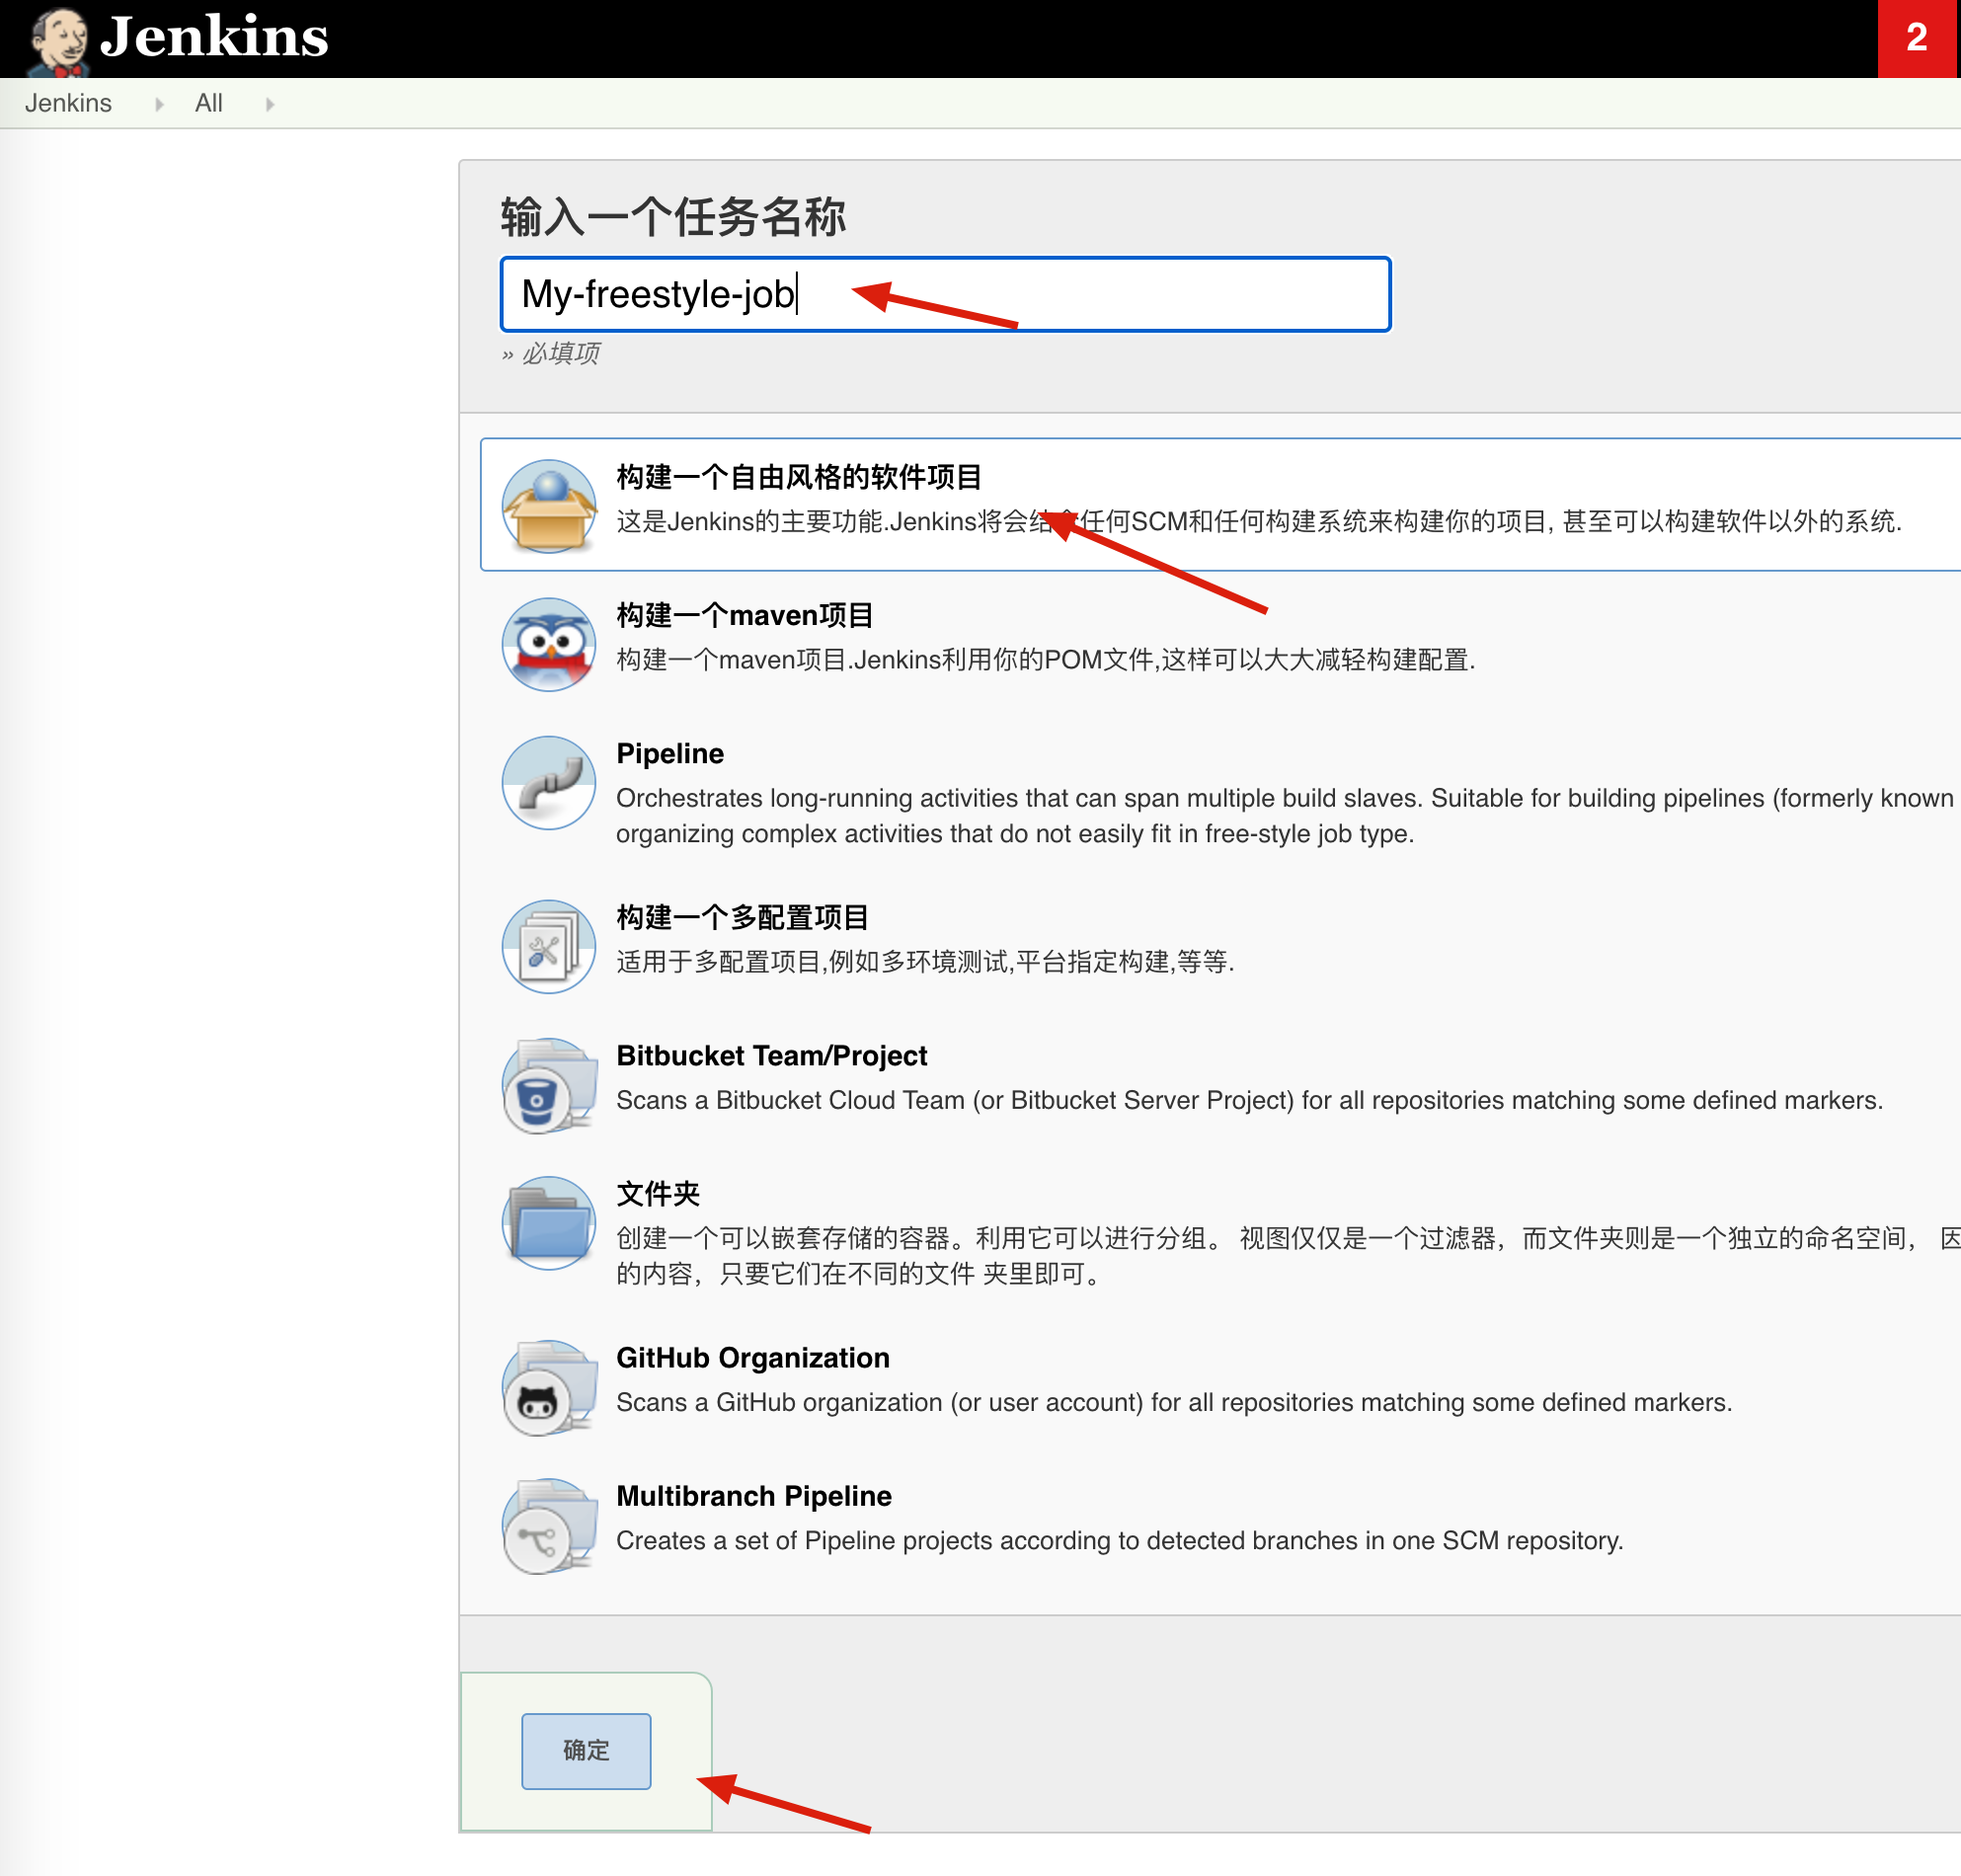 Jenkins
2
Jenkins
All
输入一个任务名称
My-freestyle-job
» 必填项
构建一个自由风格的软件项目
这是Jenkins的主要功能.Jenkins将会结合任何SCM和任何构建系统来构建你的项目, 甚至可以构建软件以外的系统.
构建一个maven项目
构建一个maven项目.Jenkins利用你的POM文件,这样可以大大减轻构建配置.
Pipeline
Orchestrates long-running activities that can span multiple build slaves. Suitable for building pipelines (formerly known
organizing complex activities that do not easily fit in free-style job type.
构建一个多配置项目
适用于多配置项目,例如多环境测试,平台指定构建,等等.
Bitbucket Team/Project
Scans a Bitbucket Cloud Team (or Bitbucket Server Project) for all repositories matching some defined markers.
文件夹
创建一个可以嵌套存储的容器。利用它可以进行分组。 视图仅仅是一个过滤器，而文件夹则是一个独立的命名空间， 因
的内容，只要它们在不同的文件 夹里即可。
GitHub Organization
Scans a GitHub organization (or user account) for all repositories matching some defined markers.
Multibranch Pipeline
Creates a set of Pipeline projects according to detected branches in one SCM repository.
确定